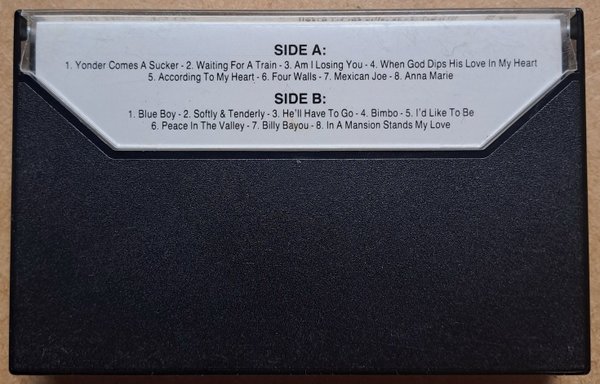 SIDE A:
1. Yonder Comes A Sucker - 2. Waiting For A Train - 3. Am I Losing You - 4. When God Dips His Love In My Heart
5. According To My Heart - 6. Four Walls - 7. Mexican Joe - 8. Anna Marie
SIDE B:
1. Blue Boy - 2. Softly & Tenderly - 3. He'll Have To Go - 4. Bimbo - 5. I'd Like To Be
6. Peace In The Valley - 7. Billy Bayou - 8. In A Mansion Stands My Love